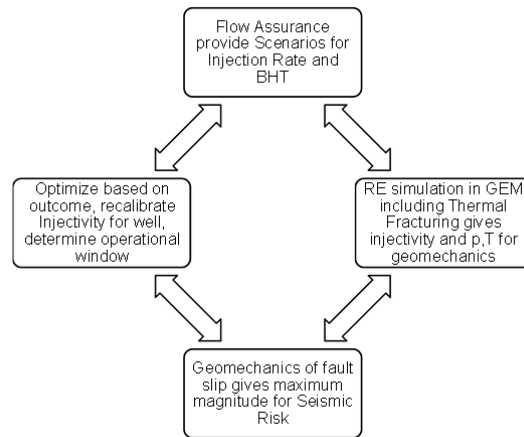 Flow Assurance
provide Scenarios for
Injection Rate and
BHT
Optimize based on
outcome, recalibrate
Injectivity for well,
determine operational
window
RE simulation in GEM
including Thermal
Fracturing gives
injectivity and p,T for
geomechanics
Geomechanics of fault
slip gives maximum
magnitude for Seismic
Risk